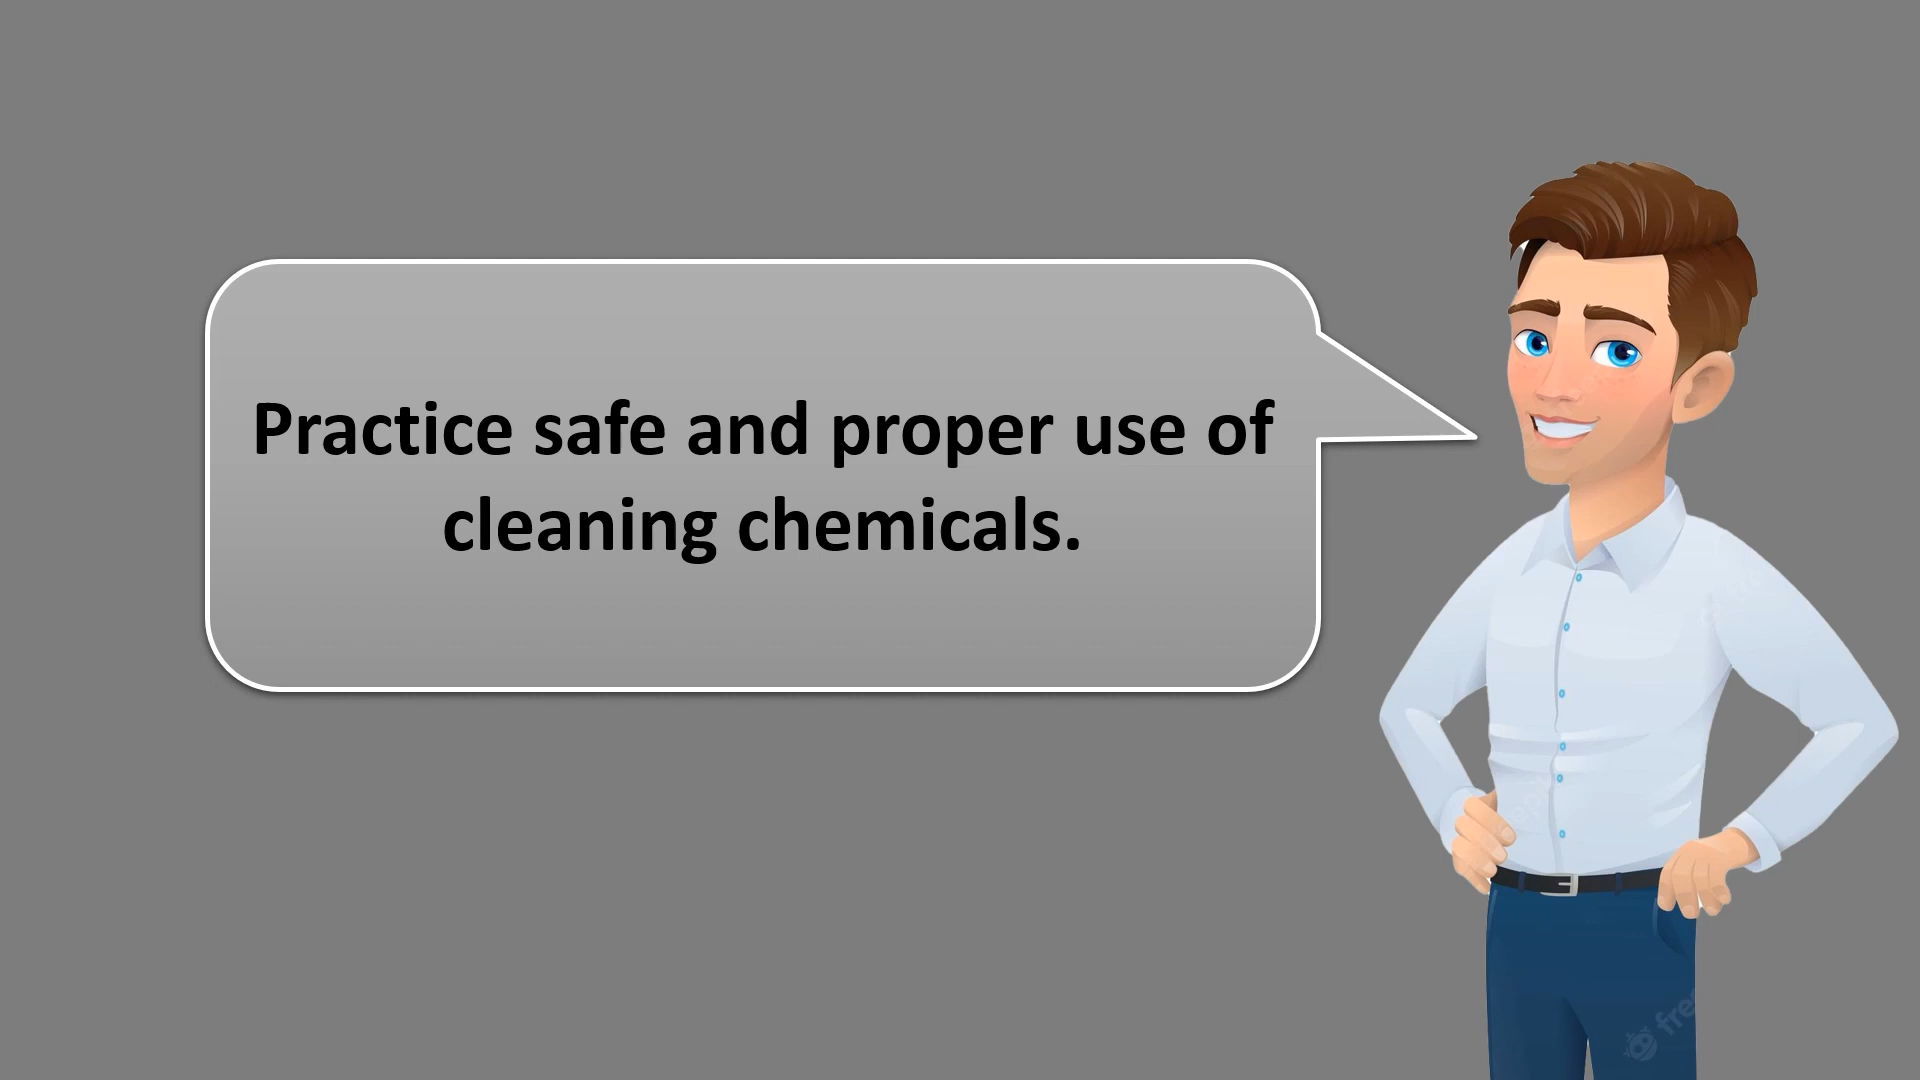 Practice safe and proper use of
cleaning chemicals.